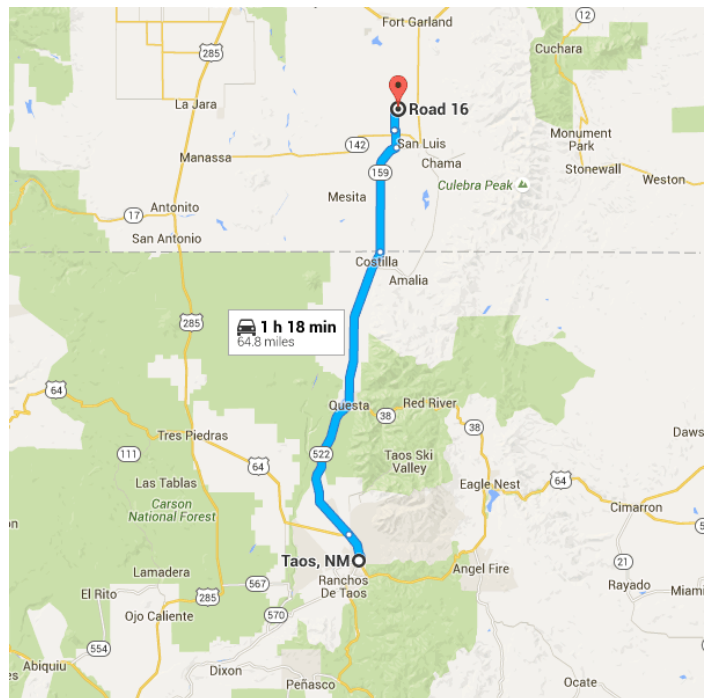 Fort Garland
12
Cuchara
285
Road 16
La Jara
142
San Luis
Monument
Park
Manassa
Chama
Stonewall
159
Weston
Culebra Peak
Mesita
Antonito
17
San Antonio
Costilla
Amalia
1 h 18 min
64.8 miles
285
64
Questa
Red River
38
38
Tres Piedras
Daws
111
522
Taos Ski
Valley
64
Las Tablas
Eagle Nest
64
Carson
National Forest
Cimarron
Taos, NM
21
Lamadera
567
Ranchos
De Taos
Angel Fire
Rayado
Miami
El Rito
285
570
Ojo Caliente
554
Abiquiu
Dixon
Peñasco
Ocate